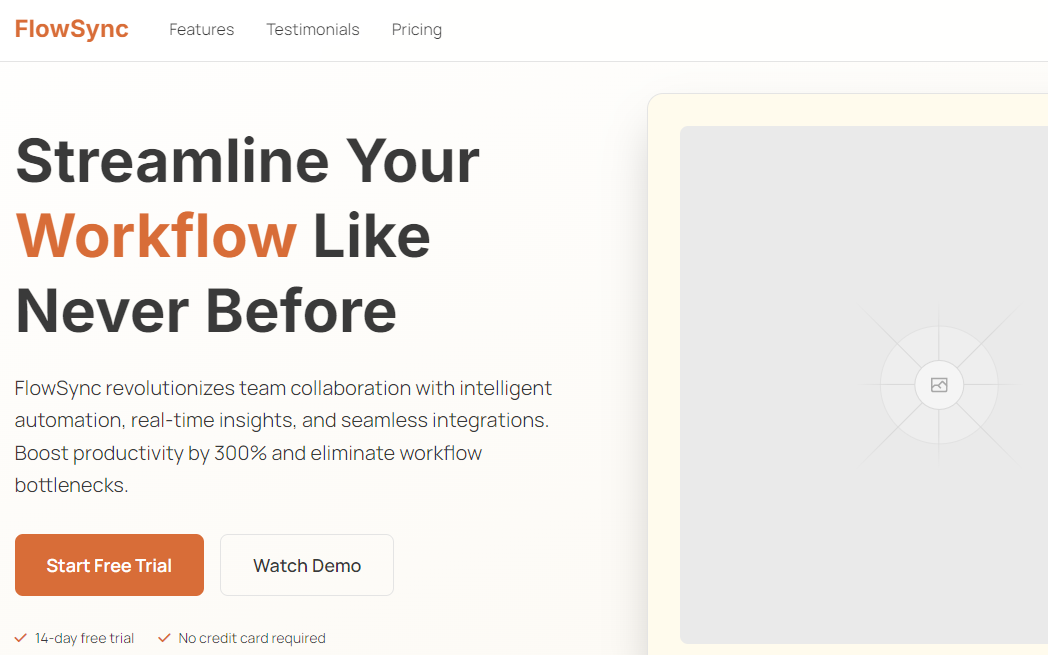 FlowSync Features Testimonials Pricing
Streamline Your
Workflow Like
Never Before
FlowSync revolutionizes team collaboration with intelligent
automation, real-time insights, and seamless integrations.
Boost productivity by 300% and eliminate workflow
bottlenecks.
Start Free Trial Watch Demo
14-day free trial No credit card required